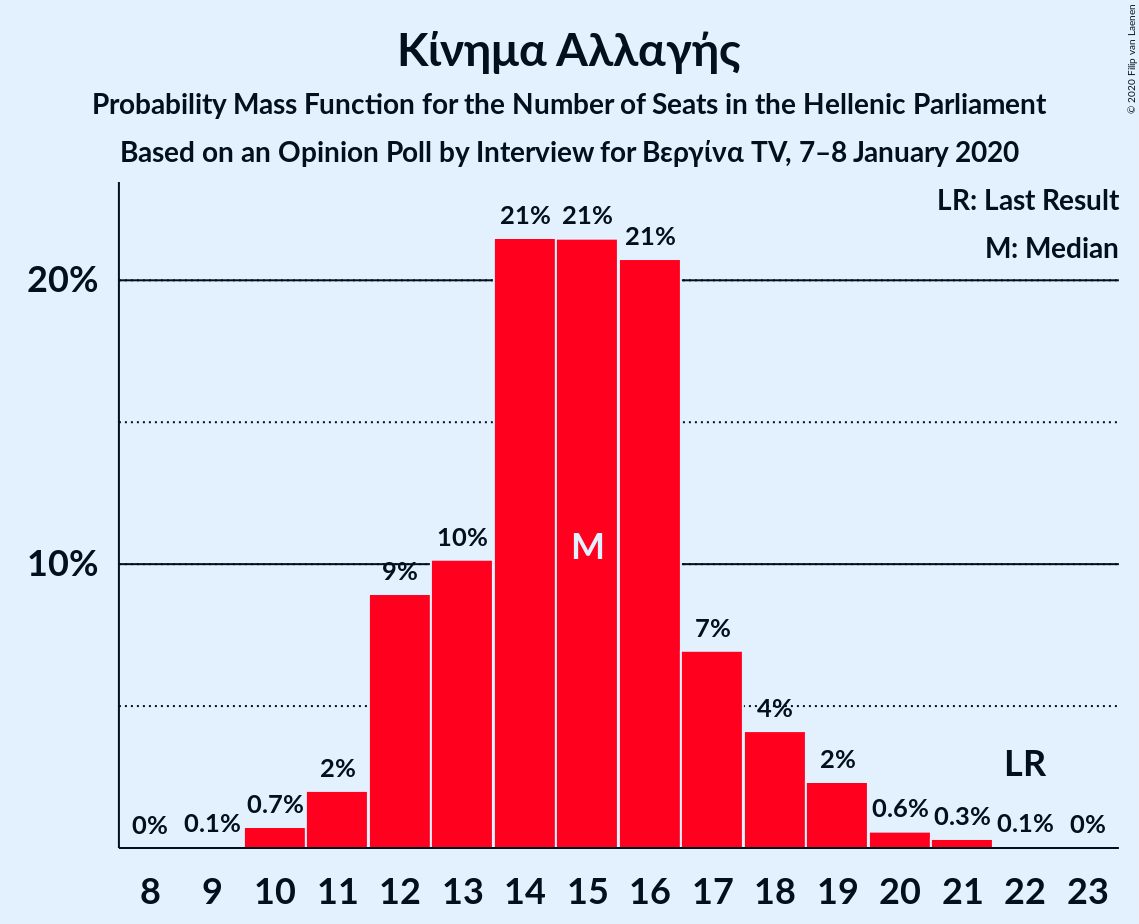 Κίνημα Αλλαγής
Probability Mass Function for the Number of Seats in the Hellenic Parliament
Based on an Opinion Poll by Interview for Βεργίνα TV, 7–8 January 2020
© 2020 Filip van Laenen
LR: Last Result
M: Median
20%
10%
0% 0.1% 0.7% 2% 9% 10% 21% 21% 21% 7% 4% 2% 0.6% 0.3% 0.1% 0%
M
LR
8 9 10 11 12 13 14 15 16 17 18 19 20 21 22 23